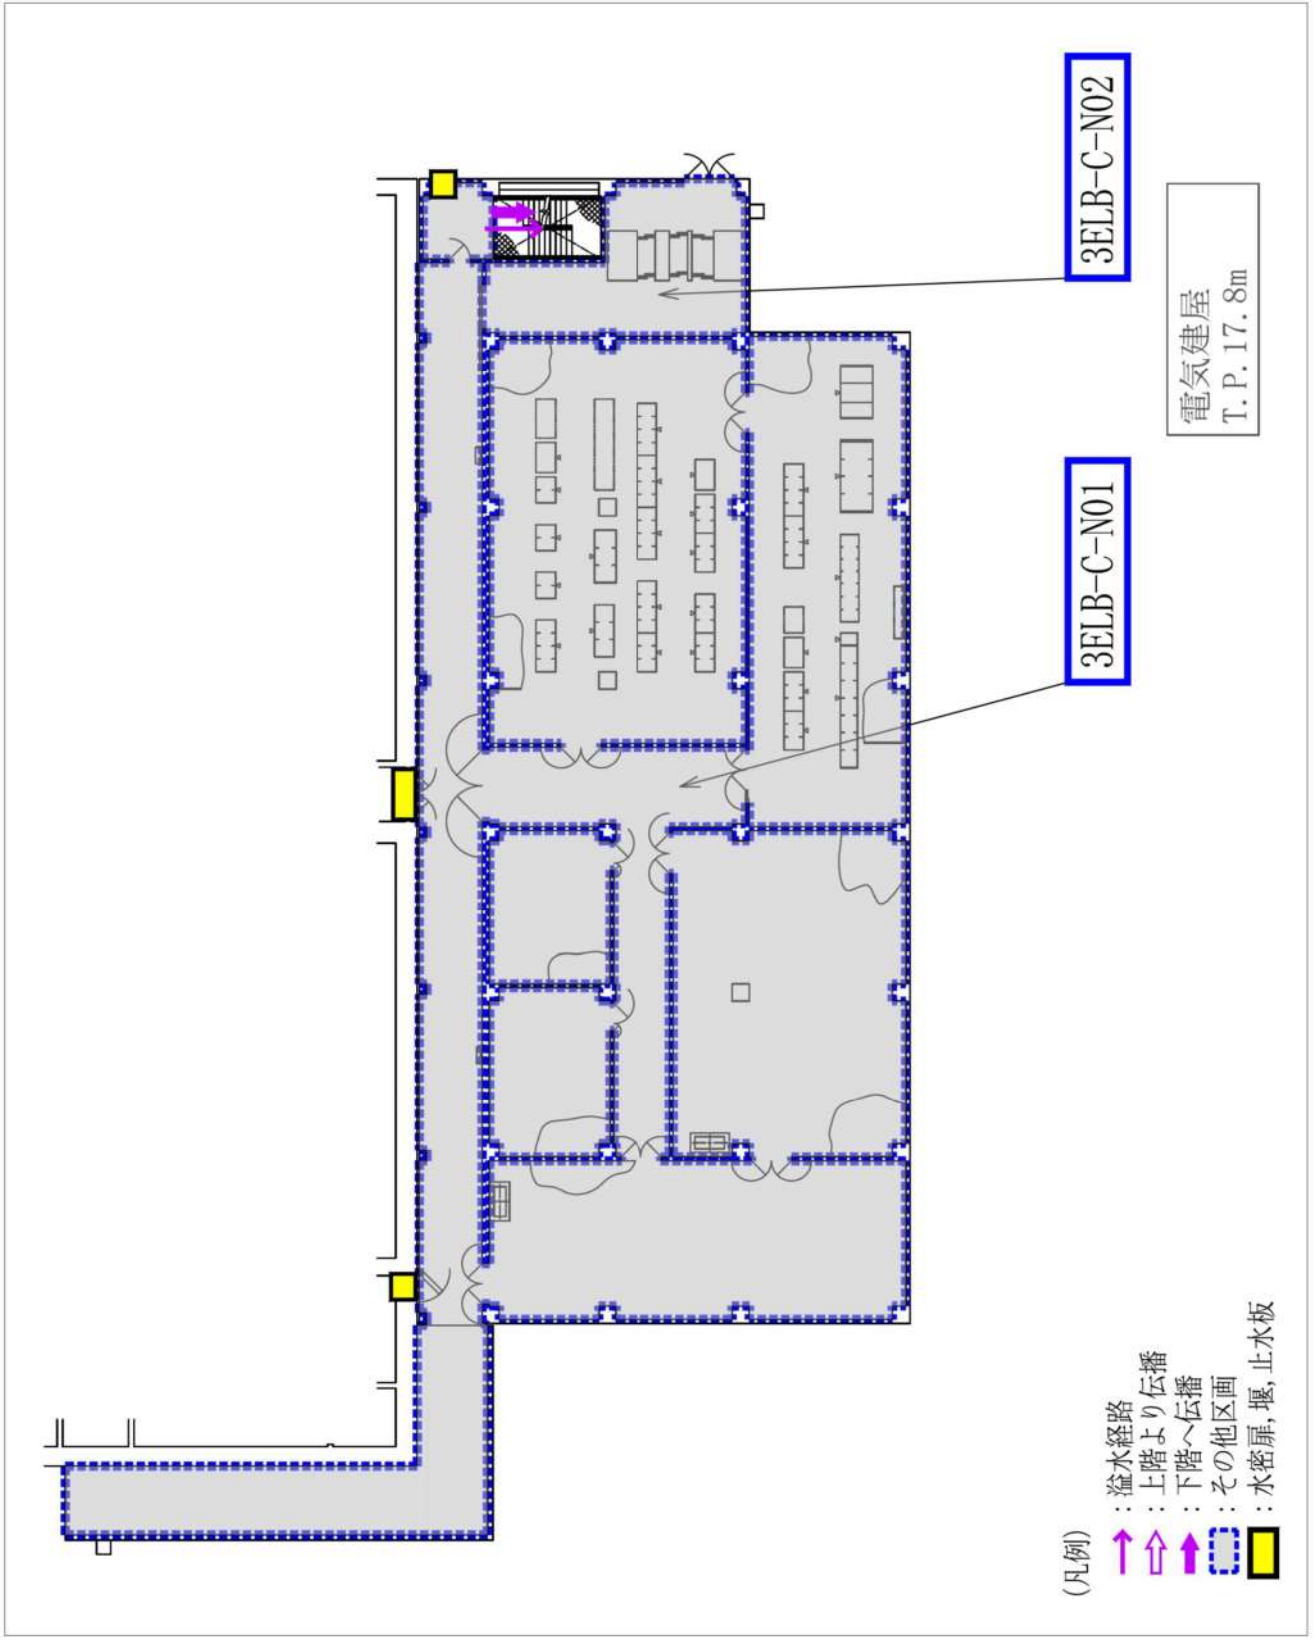 3ELB-C-N01
3ELB-C-N02
電気建屋
T.P.17.8m
(凡例)
:溢水経路
:上階より伝播
:下階へ伝播
:その他区画
:水密扉,堰,止水板